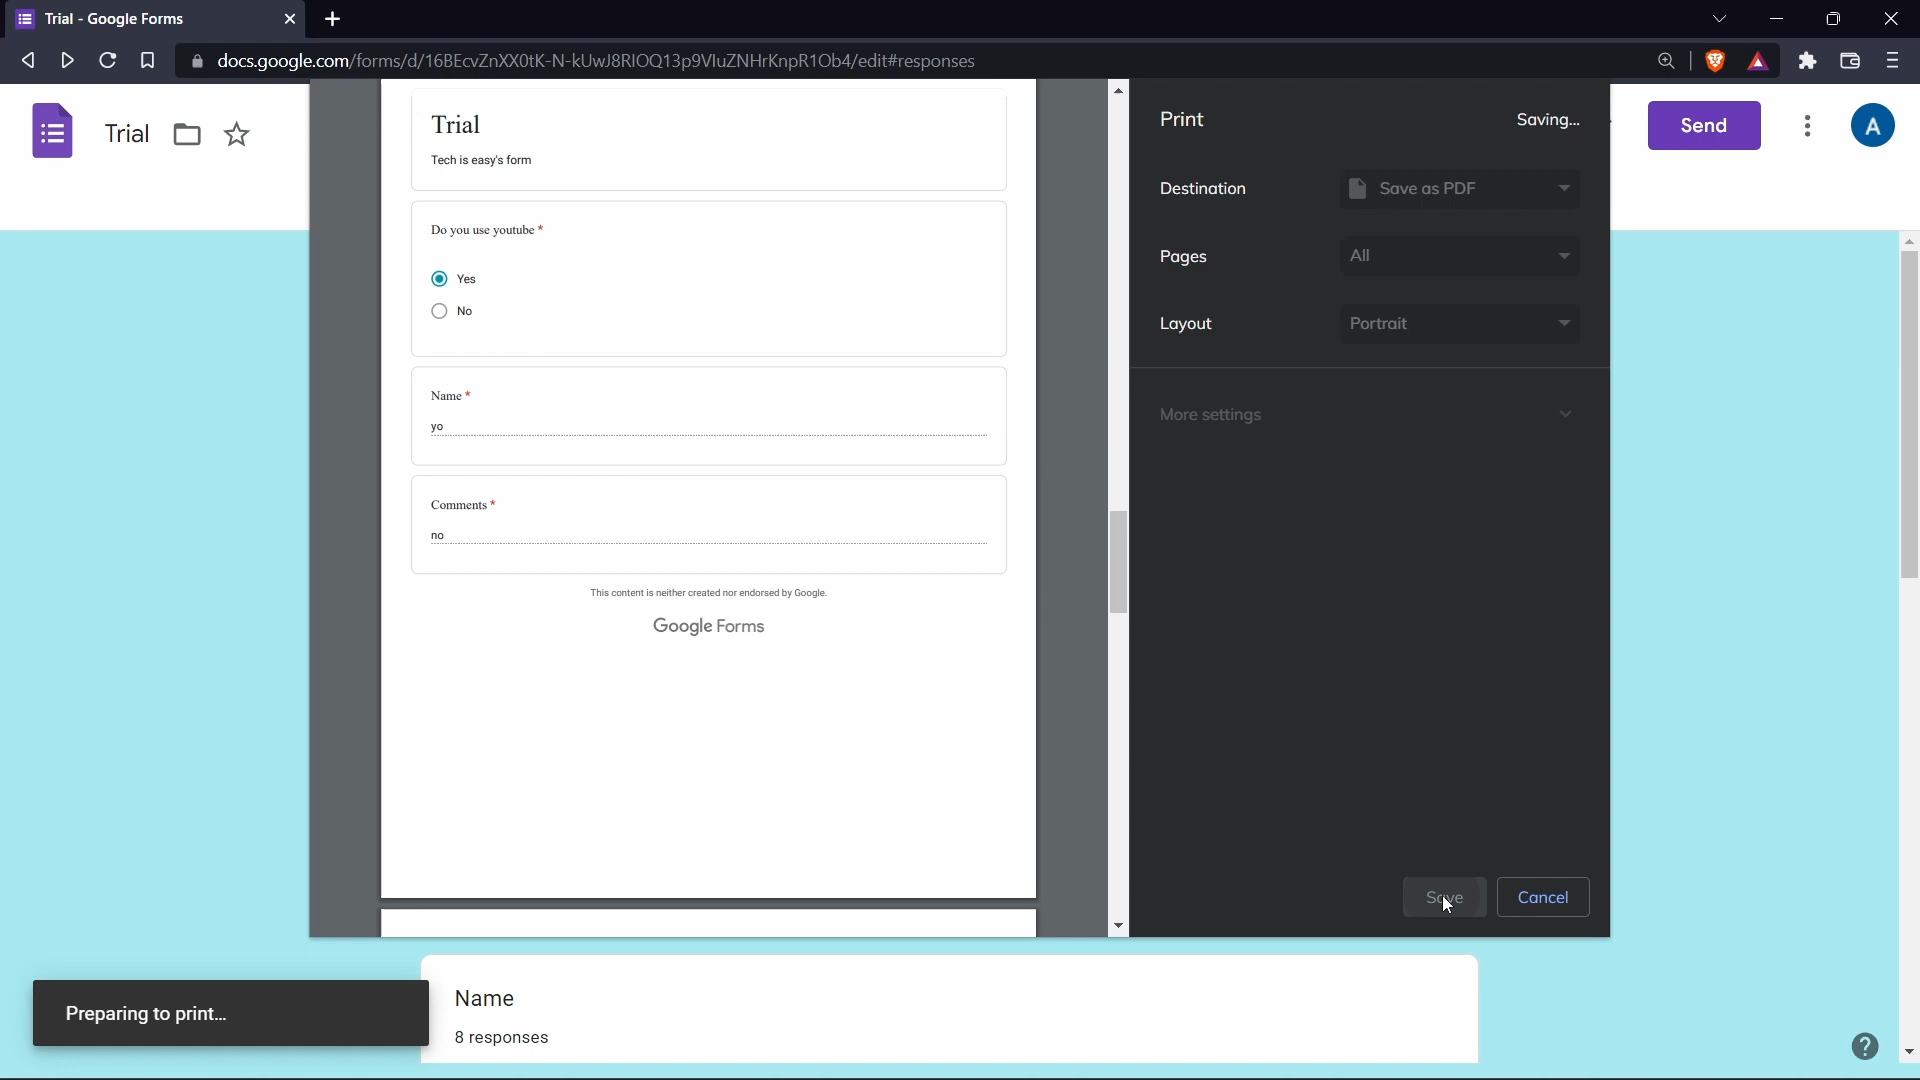 Trial - Google Forms
docs.google.com/forms/d/16BEcvZnXX0tK-N-kUwJ8RIOQ13p9VIuZNHrKnpR1Ob4/edit#responses
Trial
Send
A
Trial
Tech is easy's form
Do you use youtube *
Yes
No
Name *
yo
Comments *
no
This content is neither created nor endorsed by Google.
Google Forms
Print
Saving...
Destination
Save as PDF
Pages
All
Layout
Portrait
More settings
Save
Cancel
Preparing to print...
Name
8 responses